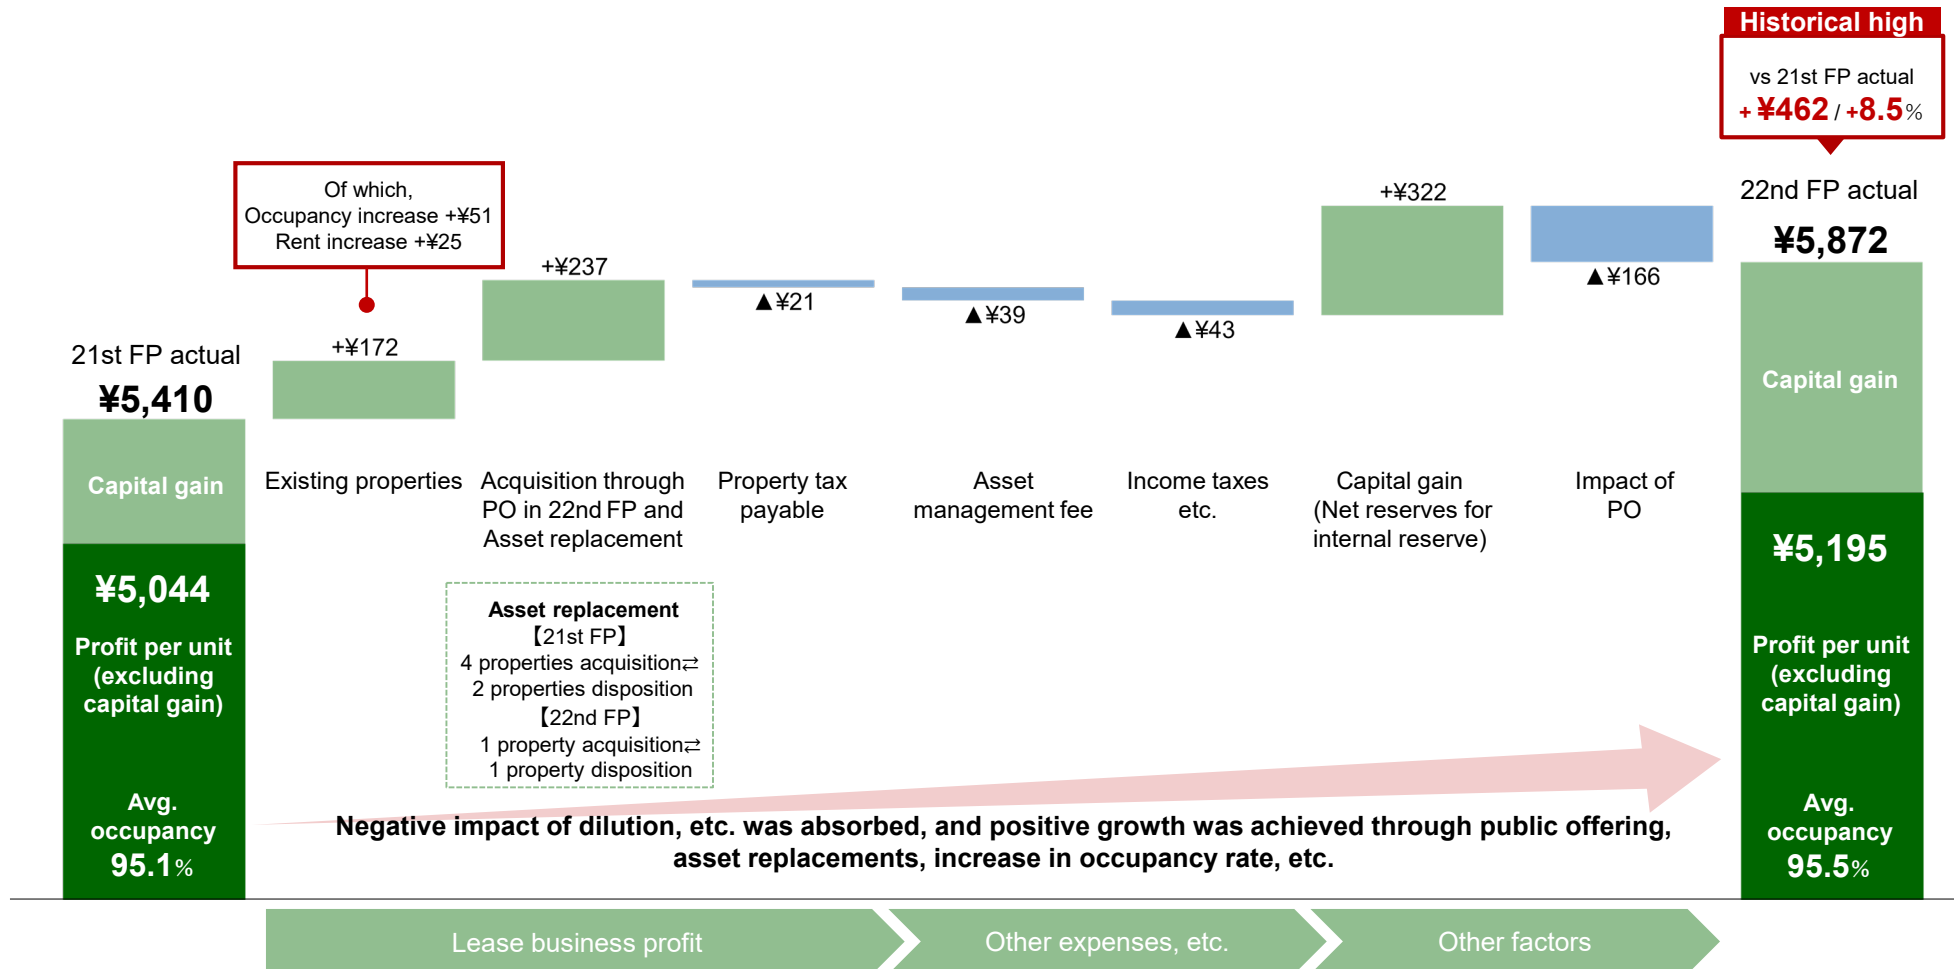 Historical high
vs 21st FP actual
+ ¥462 / +8.5%
22nd FP actual
¥5,872
Capital gain
¥5,195
Profit per unit
(excluding
capital gain)
Avg.
occupancy
95.5%
Of which,
Occupancy increase +¥51
Rent increase +¥25
21st FP actual
¥5,410
Capital gain
¥5,044
Profit per unit
(excluding
capital gain)
Avg.
occupancy
95.1%
+¥172
+¥237
▲¥21
▲¥39
▲¥43
+¥322
▲¥166
Existing properties
Acquisition through
PO in 22nd FP and
Asset replacement
Property tax
payable
Asset
management fee
Income taxes
etc.
Capital gain
(Net reserves for
internal reserve)
Impact of
PO
Asset replacement
【21st FP】
4 properties acquisition⇄
2 properties disposition
【22nd FP】
1 property acquisition⇄
1 property disposition
Negative impact of dilution, etc. was absorbed, and positive growth was achieved through public offering,
asset replacements, increase in occupancy rate, etc.
Lease business profit
Other expenses, etc.
Other factors